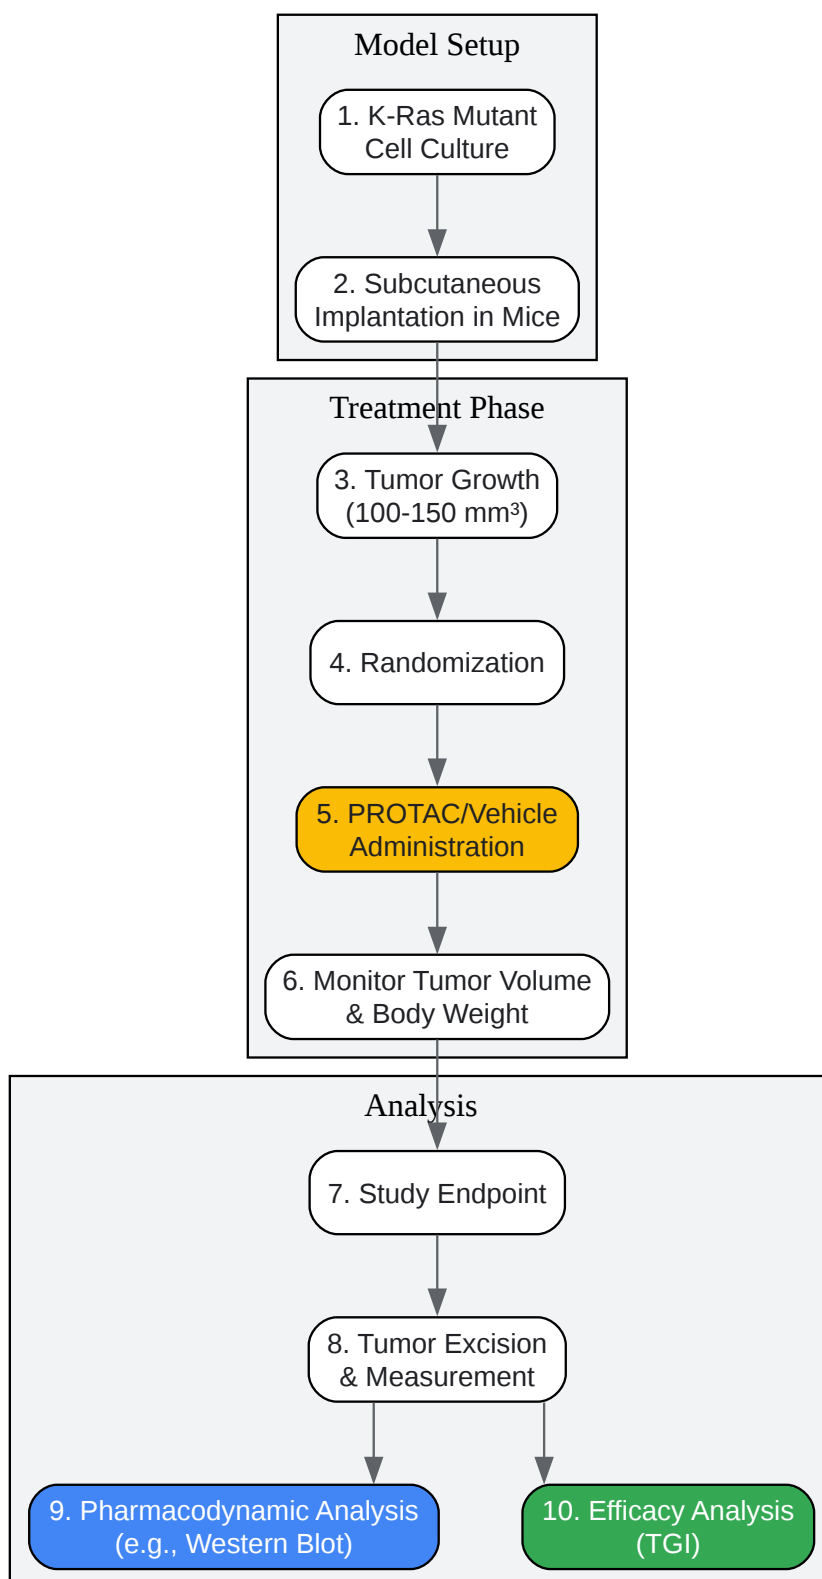 Model Setup
1. K-Ras Mutant
Cell Culture
2. Subcutaneous
Implantation in Mice
Treatment Phase
3. Tumor Growth
(100-150 mm³)
4. Randomization
5. PROTAC/Vehicle
Administration
6. Monitor Tumor Volume
& Body Weight
Analysis
7. Study Endpoint
8. Tumor Excision
& Measurement
9. Pharmacodynamic Analysis
(e.g., Western Blot)
10. Efficacy Analysis
(TGI)